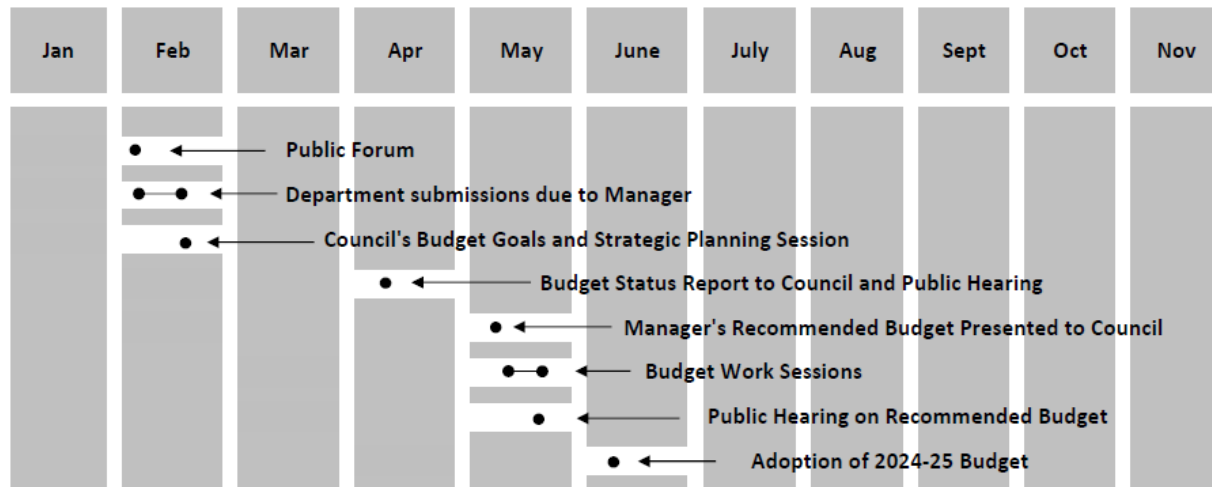 Jan Feb Mar Apr May June July Aug Sept Oct Nov
Public Forum
Department submissions due to Manager
Council's Budget Goals and Strategic Planning Session
Budget Status Report to Council and Public Hearing
Manager's Recommended Budget Presented to Council
Budget Work Sessions
Public Hearing on Recommended Budget
Adoption of 2024-25 Budget